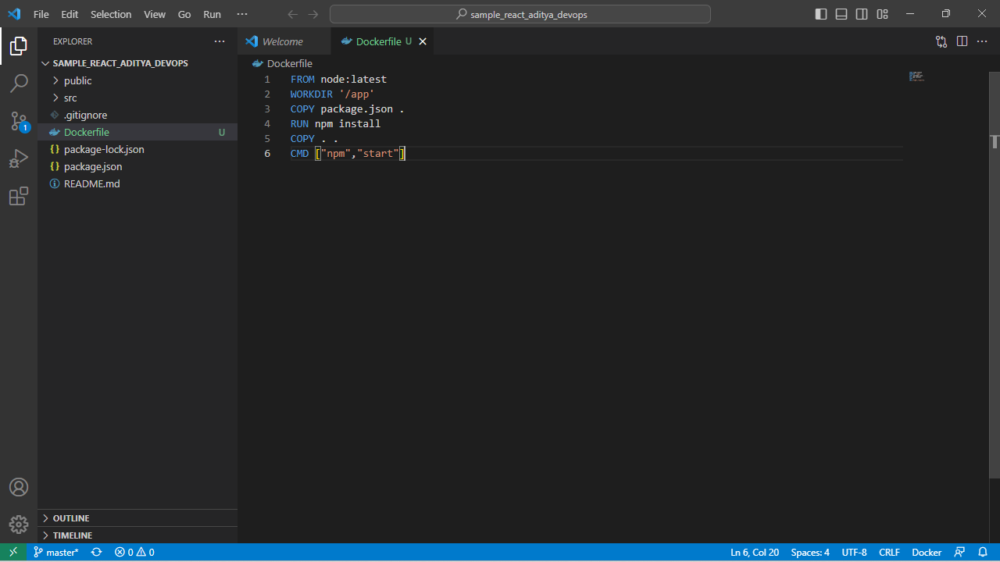 File Edit Selection View Go Run ···
sample_react_aditya_devops
EXPLORER
SAMPLE_REACT_ADITYA_DEVOPS
public
src
.gitignore
Dockerfile U
package-lock.json
package.json
README.md
OUTLINE
TIMELINE
Welcome Dockerfile U
Dockerfile
1 FROM node:latest
2 WORKDIR '/app'
3 COPY package.json .
4 RUN npm install
5 COPY . .
6 CMD ["npm","start"]
1
master* 0 0 Ln 6, Col 20 Spaces: 4 UTF-8 CRLF Docker